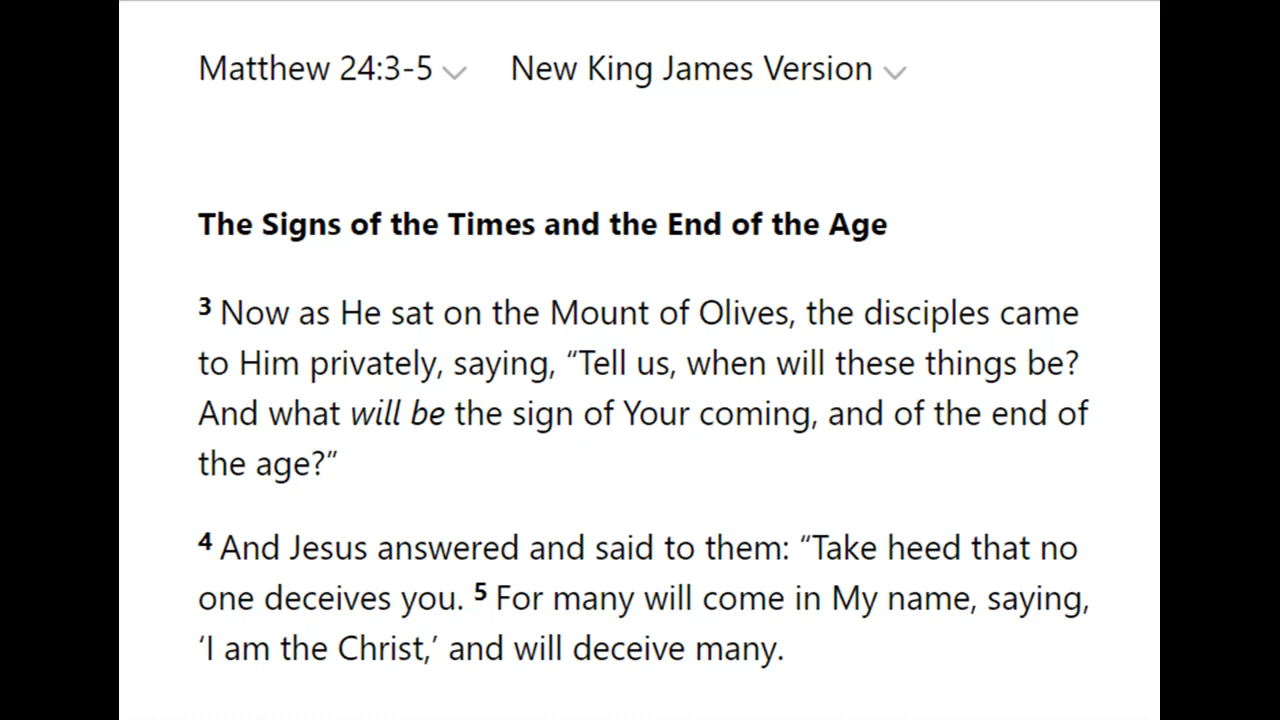 Matthew 24:3-5 New King James Version
The Signs of the Times and the End of the Age
3 Now as He sat on the Mount of Olives, the disciples came
to Him privately, saying, “Tell us, when will these things be?
And what will be the sign of Your coming, and of the end of
the age?”
4 And Jesus answered and said to them: “Take heed that no
one deceives you. 5 For many will come in My name, saying,
‘I am the Christ,’ and will deceive many.